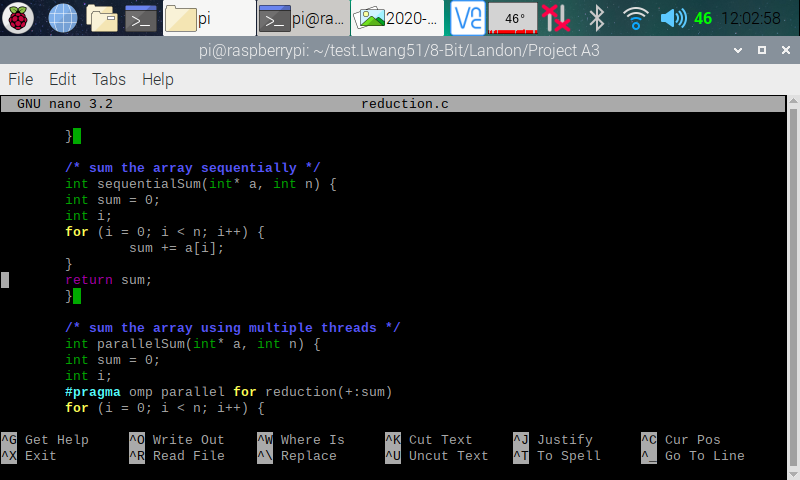 pi
pi@ra...
2020-...
46°
46
12:02:58
pi@raspberrypi: ~/test.Lwang51/8-Bit/Landon/Project A3
File Edit Tabs Help
GNU nano 3.2 reduction.c
}
/* sum the array sequentially */
int sequentialSum(int* a, int n) {
int sum = 0;
int i;
for (i = 0; i < n; i++) {
sum += a[i];
}
return sum;
}
/* sum the array using multiple threads */
int parallelSum(int* a, int n) {
int sum = 0;
int i;
#pragma omp parallel for reduction(+:sum)
for (i = 0; i < n; i++) {
^G Get Help ^O Write Out ^W Where Is ^K Cut Text ^J Justify ^C Cur Pos
^X Exit ^R Read File ^\ Replace ^U Uncut Text ^T To Spell ^_ Go To Line